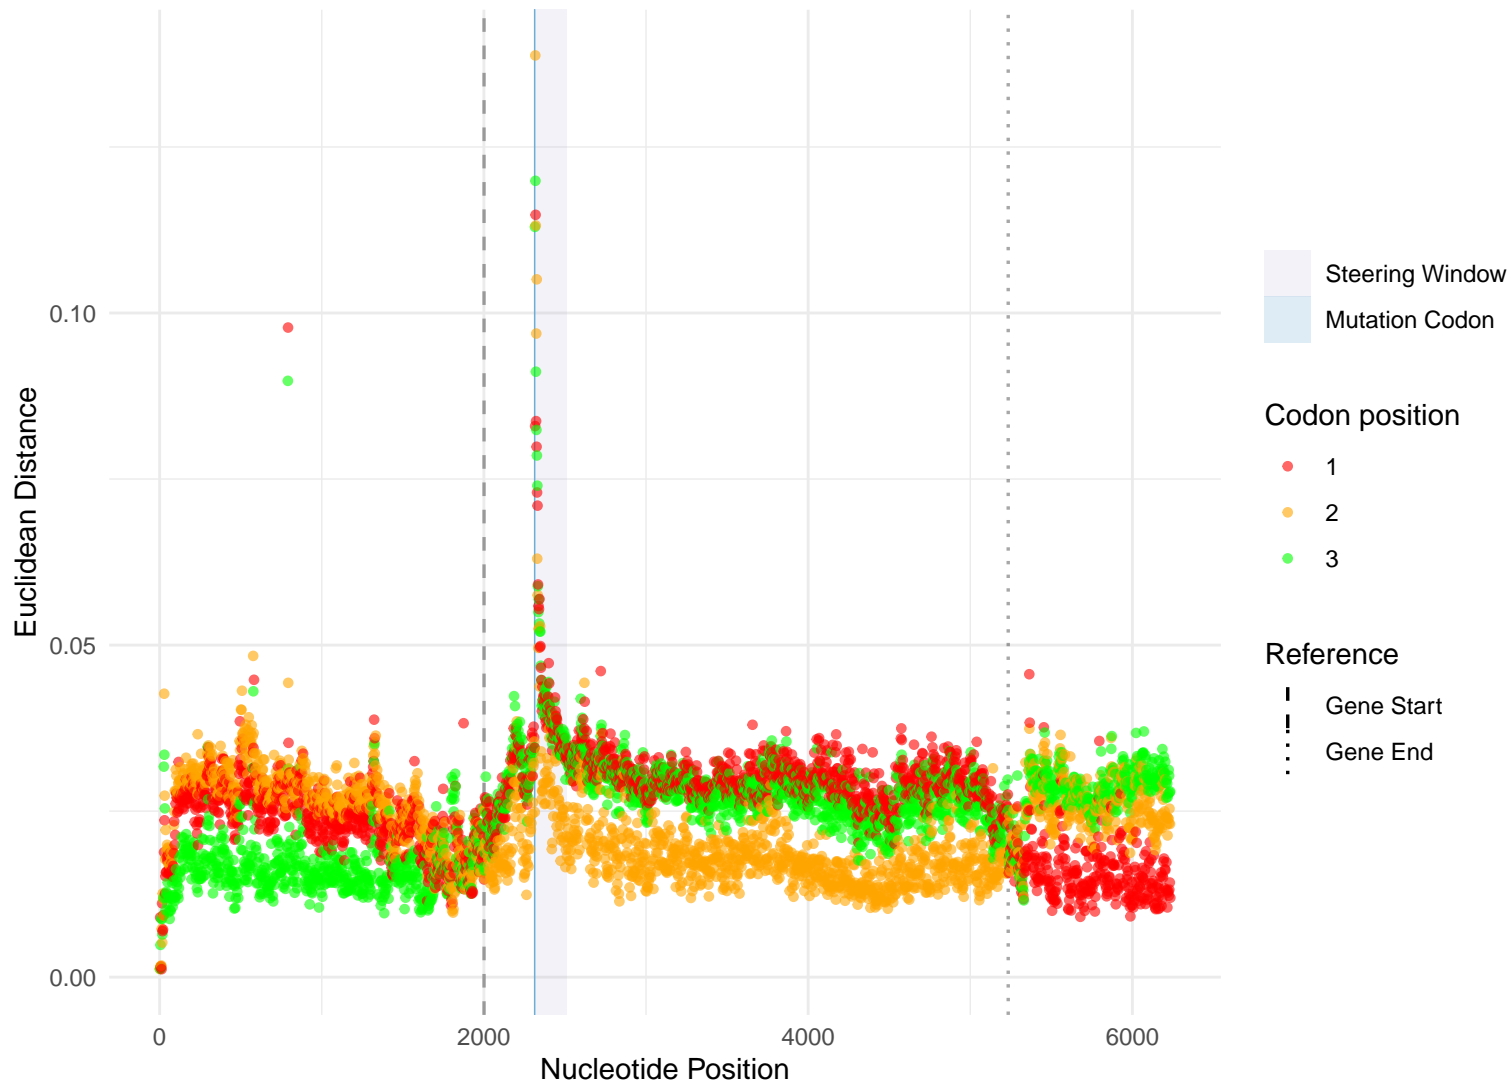 0.10
0.05
0.00
Euclidean Distance
0
2000
4000
6000
Nucleotide Position
Steering Window
Mutation Codon
Codon position
1
2
3
Reference
Gene Start
Gene End